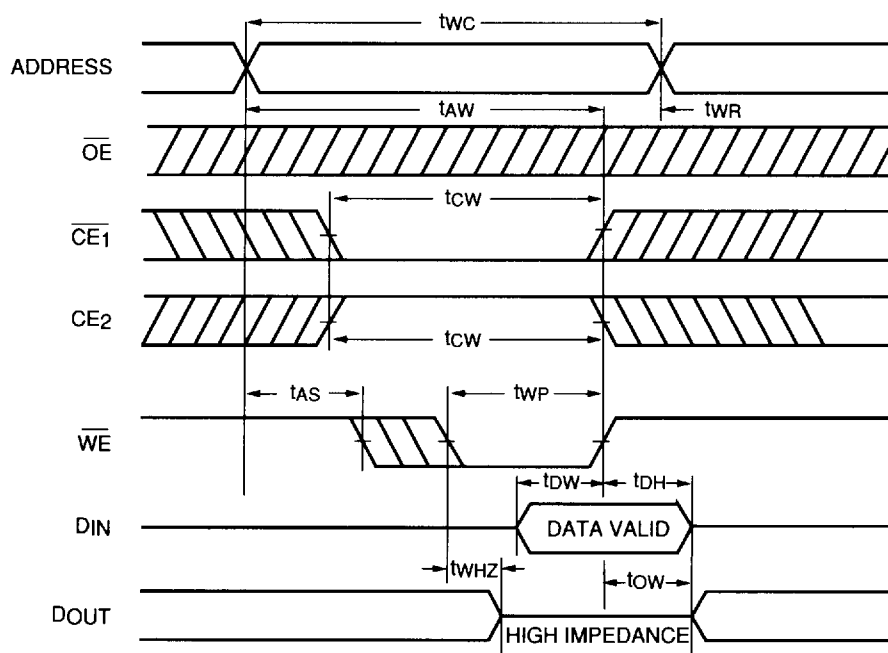 tWC
ADDRESS
tAW
tWR
OE
tCW
CE1
CE2
tCW
tAS
tWP
WE
tDW
tDH
DIN
DATA VALID
tWHZ
tOW
DOUT
HIGH IMPEDANCE